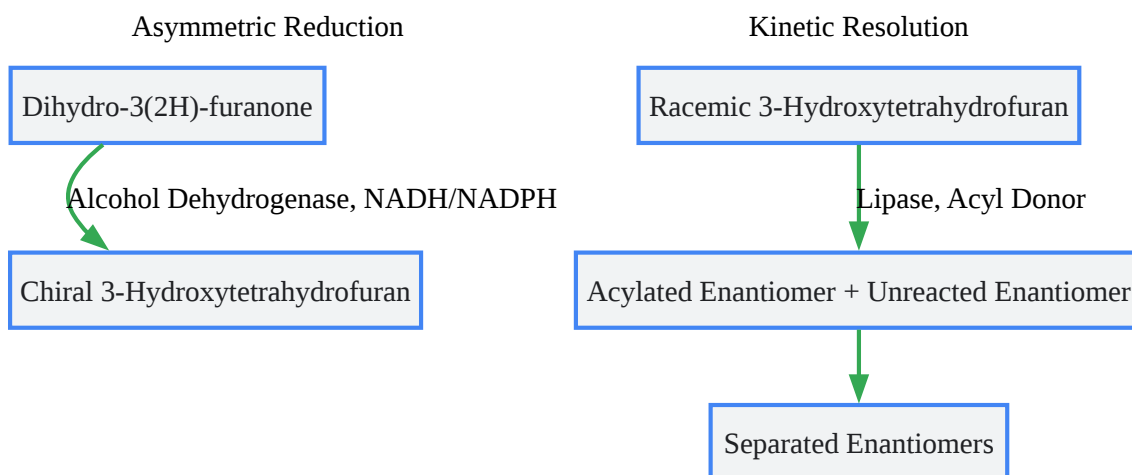 Asymmetric Reduction
Dihydro-3(2H)-furanone
Alcohol Dehydrogenase, NADH/NADPH
Chiral 3-Hydroxytetrahydrofuran
Kinetic Resolution
Racemic 3-Hydroxytetrahydrofuran
Lipase, Acyl Donor
Acylated Enantiomer + Unreacted Enantiomer
Separated Enantiomers